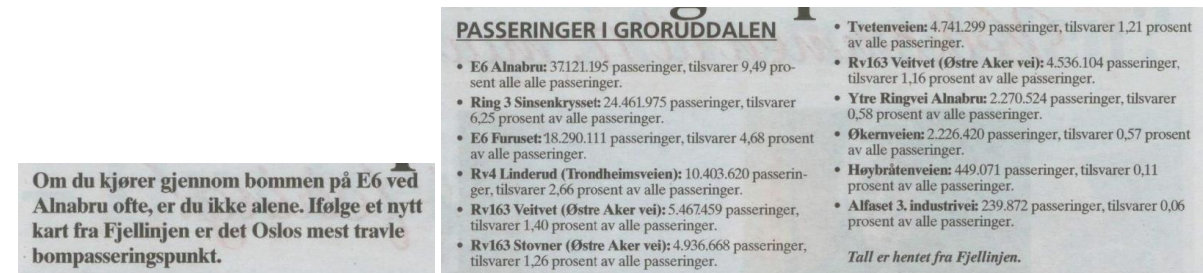 Om du kjører gjennom bommen på E6 ved
Alnabru ofte, er du ikke alene. Ifølge et nytt
kart fra Fjellinjen er det Oslos mest travle
bompasseringspunkt.
PASSERINGER I GRORUDDALEN
• E6 Alnabru: 37.121.195 passeringer, tilsvarer 9,49 pro-
sent alle alle passeringer.
• Ring 3 Sinsenkrysset: 24.461.975 passeringer, tilsvarer
6,25 prosent av alle passeringer.
• E6 Furuset: 18.290.111 passeringer, tilsvarer 4,68 prosent
av alle passeringer.
• Rv4 Linderud (Trondheimsveien): 10.403.620 passerin-
ger, tilsvarer 2,66 prosent av alle passeringer.
• Rv163 Veitvet (Østre Aker vei): 5.467.459 passeringer,
tilsvarer 1,40 prosent av alle passeringer.
• Rv163 Stovner (Østre Aker vei): 4.936.668 passeringer,
tilsvarer 1,26 prosent av alle passeringer.
• Tvetenveien: 4.741.299 passeringer, tilsvarer 1,21 prosent
av alle passeringer.
• Rv163 Veitvet (Østre Aker vei): 4.536.104 passeringer,
tilsvarer 1,16 prosent av alle passeringer.
• Ytre Ringvei Alnabru: 2.270.524 passeringer, tilsvarer
0,58 prosent av alle passeringer.
• Økernveien: 2.226.420 passeringer, tilsvarer 0,57 prosent
av alle passeringer.
• Høybråtenveien: 449.071 passeringer, tilsvarer 0,11
prosent av alle passeringer.
• Alfaset 3. industrivei: 239.872 passeringer, tilsvarer 0,06
prosent av alle passeringer.
Tall er hentet fra Fjellinjen.